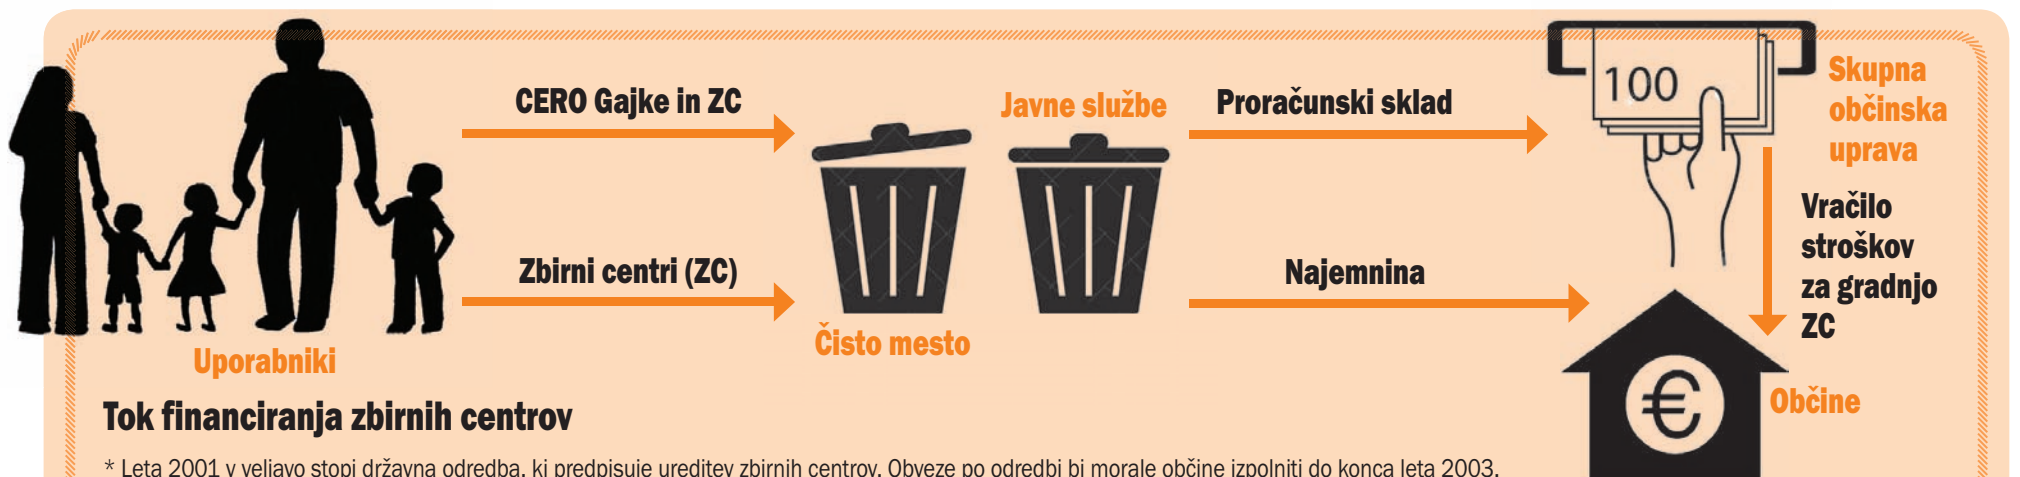 CERO Gajke in ZC
Javne službe
Proračunski sklad
100
Skupna
občinska
uprava
Zbirni centri (ZC)
Najemnina
Vračilo
stroškov
za gradnjo
ZC
Čisto mesto
Uporabniki
€
Občine
Tok financiranja zbirnih centrov
* Leta 2001 v veljavo stopi državna odredba, ki predpisuje ureditev zbirnih centrov. Obveze po odredbi bi morale občine izpolniti do konca leta 2003.